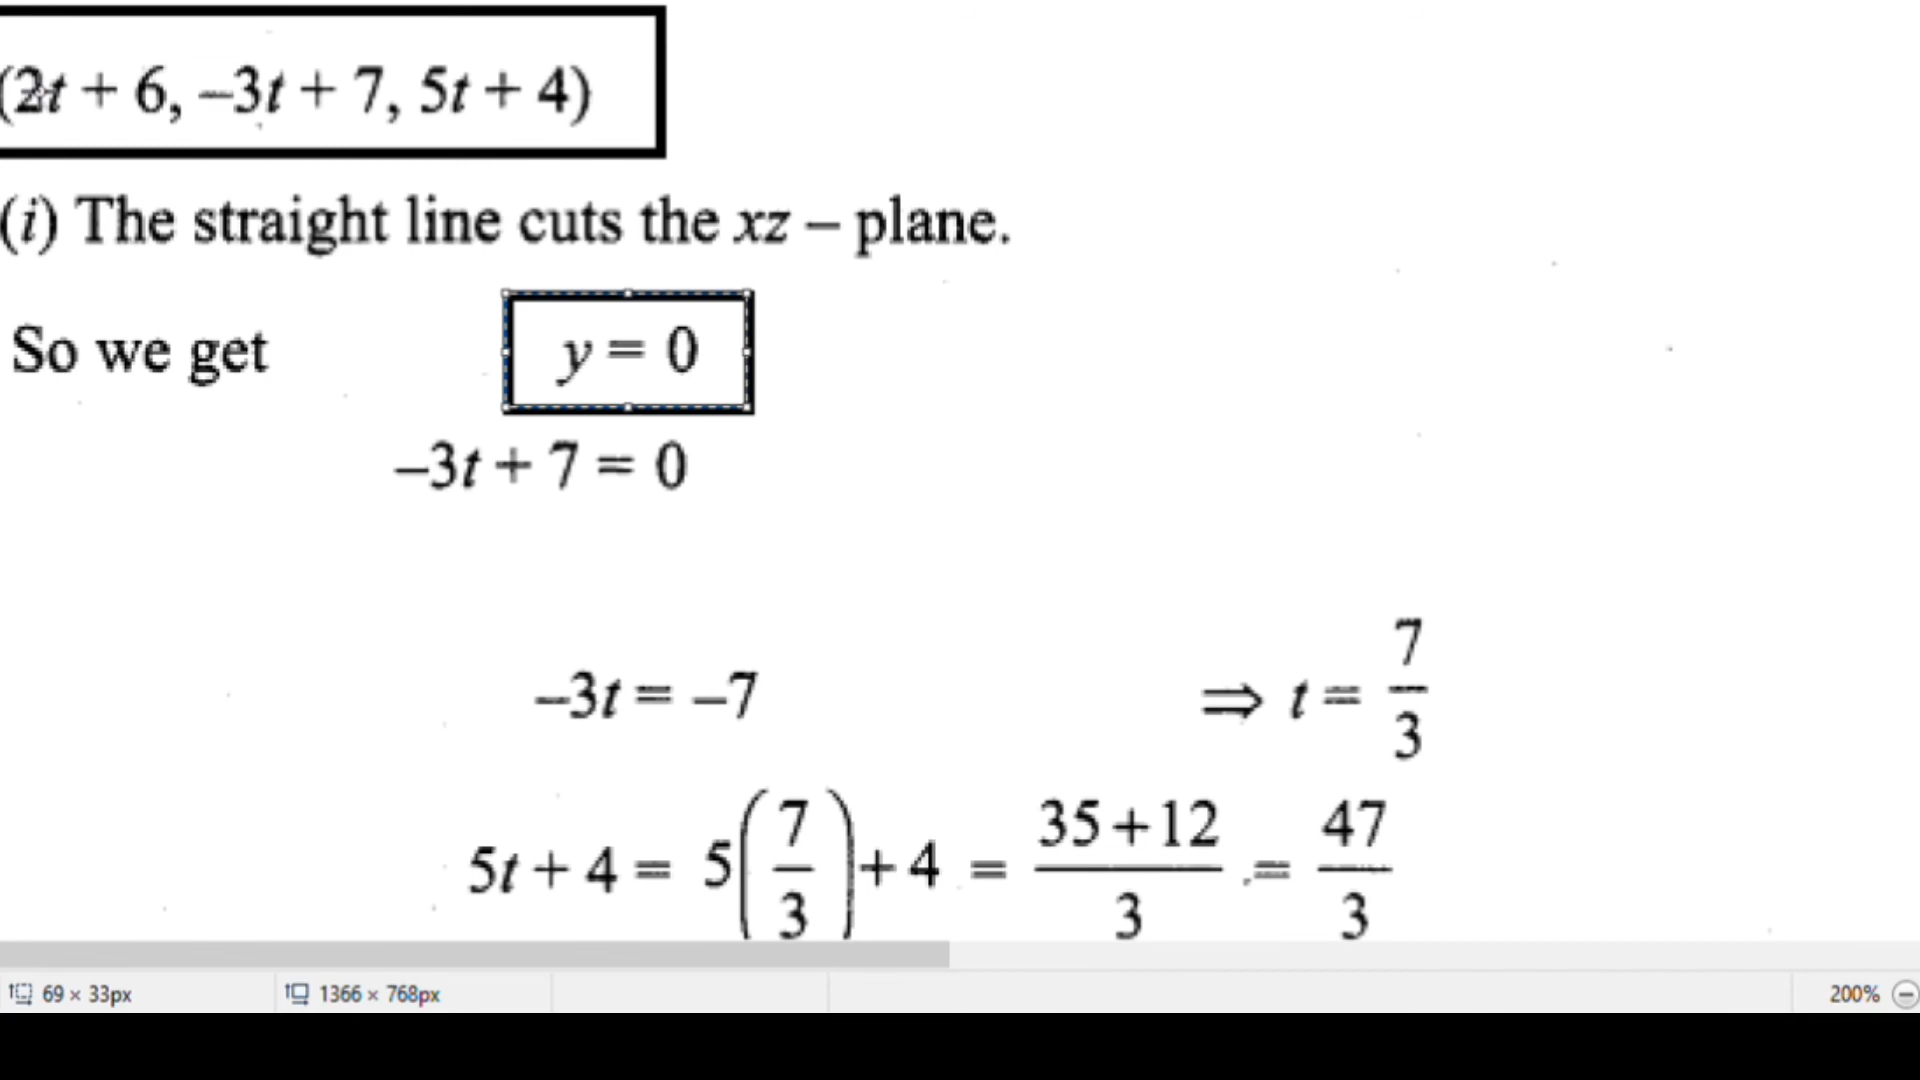 (2t + 6, –3t + 7, 5t + 4)
(i) The straight line cuts the xz – plane.
So we get y = 0
–3t + 7 = 0
–3t = –7 ⇒ t = 7/3
5t + 4 = 5(7/3) + 4 = 35+12/3 = 47/3
69 × 33px 1366 × 768px 200%